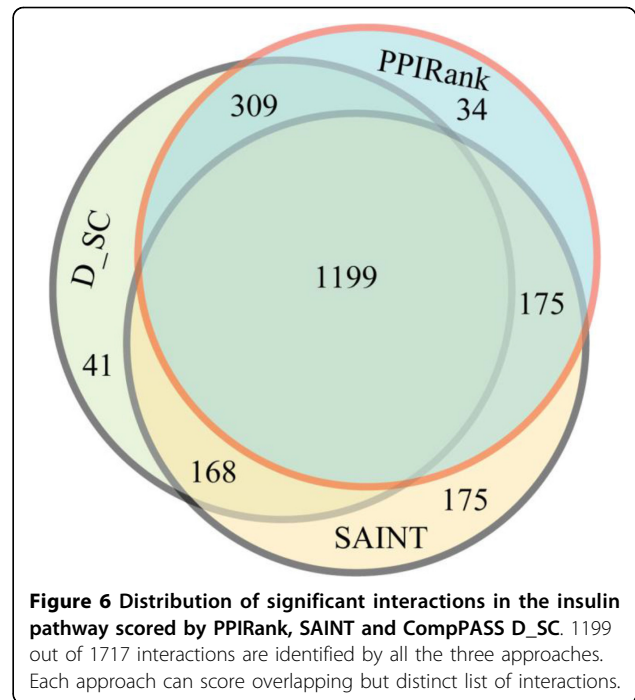 PPIRank
34
309
D_SC
1199
175
41
168
175
SAINT
Figure 6 Distribution of significant interactions in the insulin
pathway scored by PPIRank, SAINT and CompPASS D_SC. 1199
out of 1717 interactions are identified by all the three approaches.
Each approach can score overlapping but distinct list of interactions.